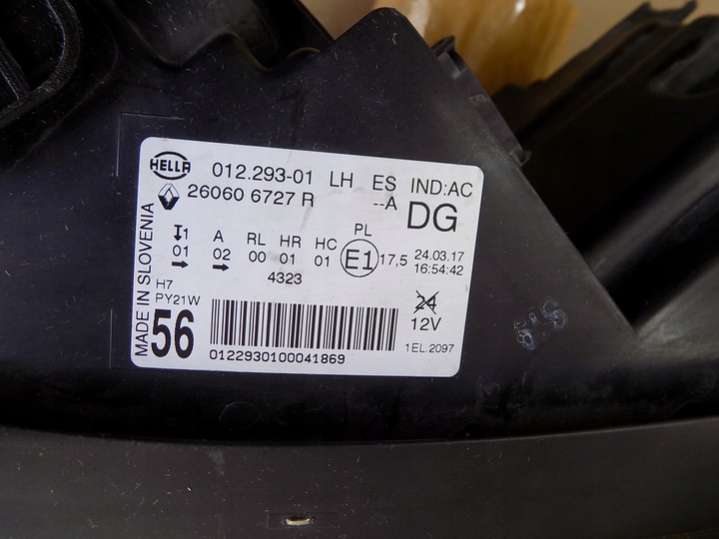 HELLA 012.293-01 LH ES IND:AC
26060 6727 R --A DG
1 A RL HR HC PL
01 02 00 01 01 E1 17,5 24.03.17
16:54:42
4323
H7
PY21W
24
12V
56
1EL 2097
0122930100041869
MADE IN SLOVENIA